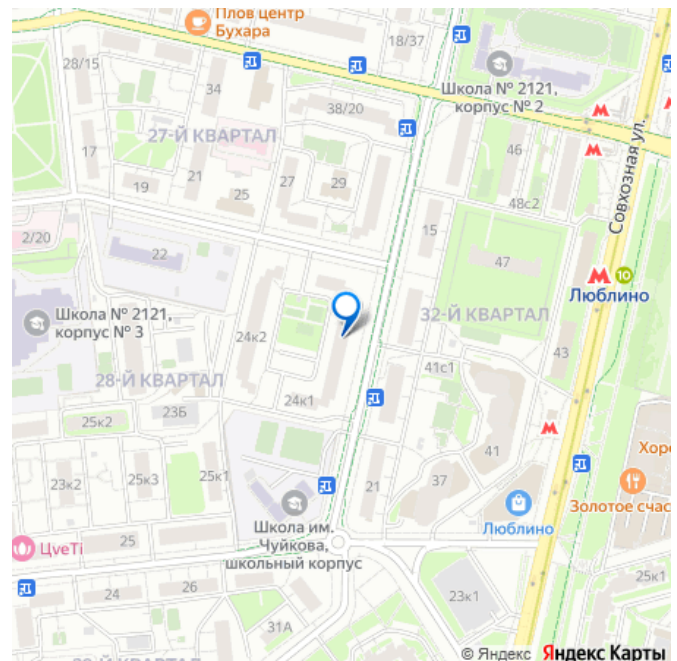 Плов центр
Бухара
18/37
28/15
34
Школа № 2121,
корпус № 2
38/20
27-Й КВАРТАЛ
46
17
19
21
25
27
29
48с2
Совхозная ул.
2/20
22
15
47
10
Люблино
Школа № 2121,
корпус № 3
24к2
32-Й КВАРТАЛ
43
28-Й КВАРТАЛ
41с1
24к1
23Б
25к2
41
Хоро
23к2
25к3
25к1
37
21
Золотое счас
Люблино
Школа им.
Чуйкова,
школьный корпус
ЦveTi
25
24
26
23к1
25к1
31А
© Яндекс Яндекс Карты